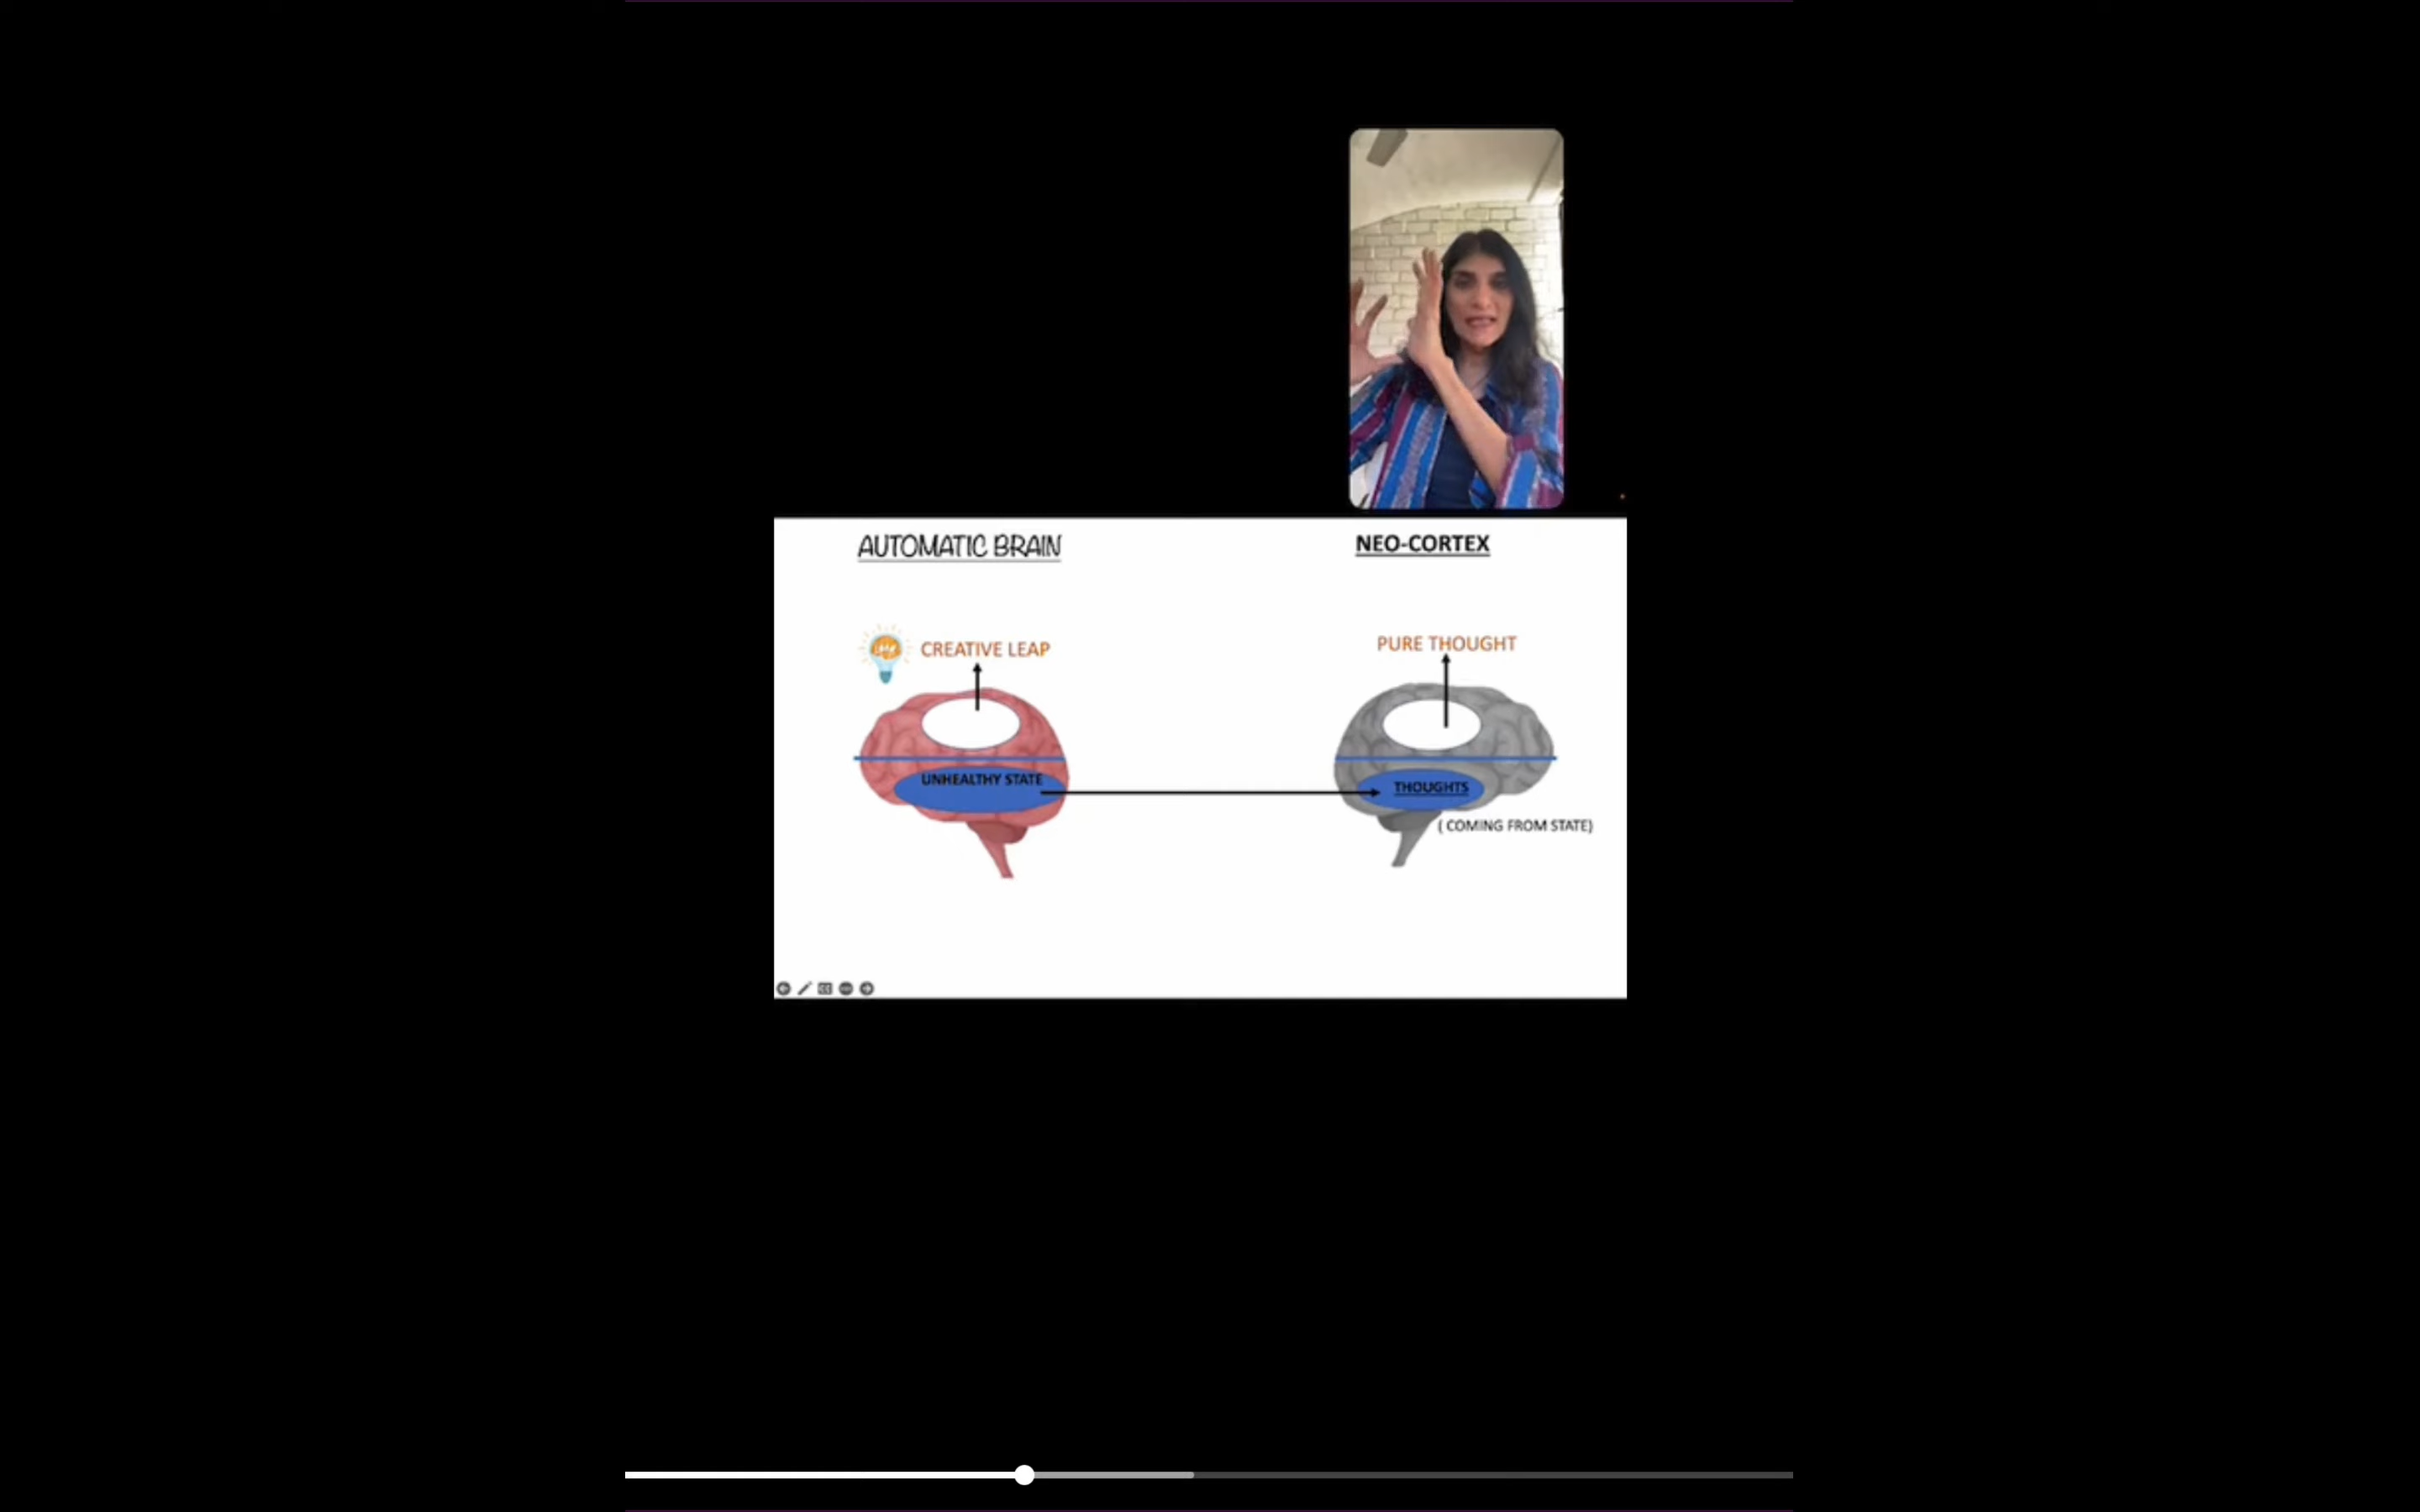 AUTOMATIC BRAIN
NEO-CORTEX
CREATIVE LEAP
PURE THOUGHT
UNHEALTHY STATE
THOUGHTS
( COMING FROM STATE)